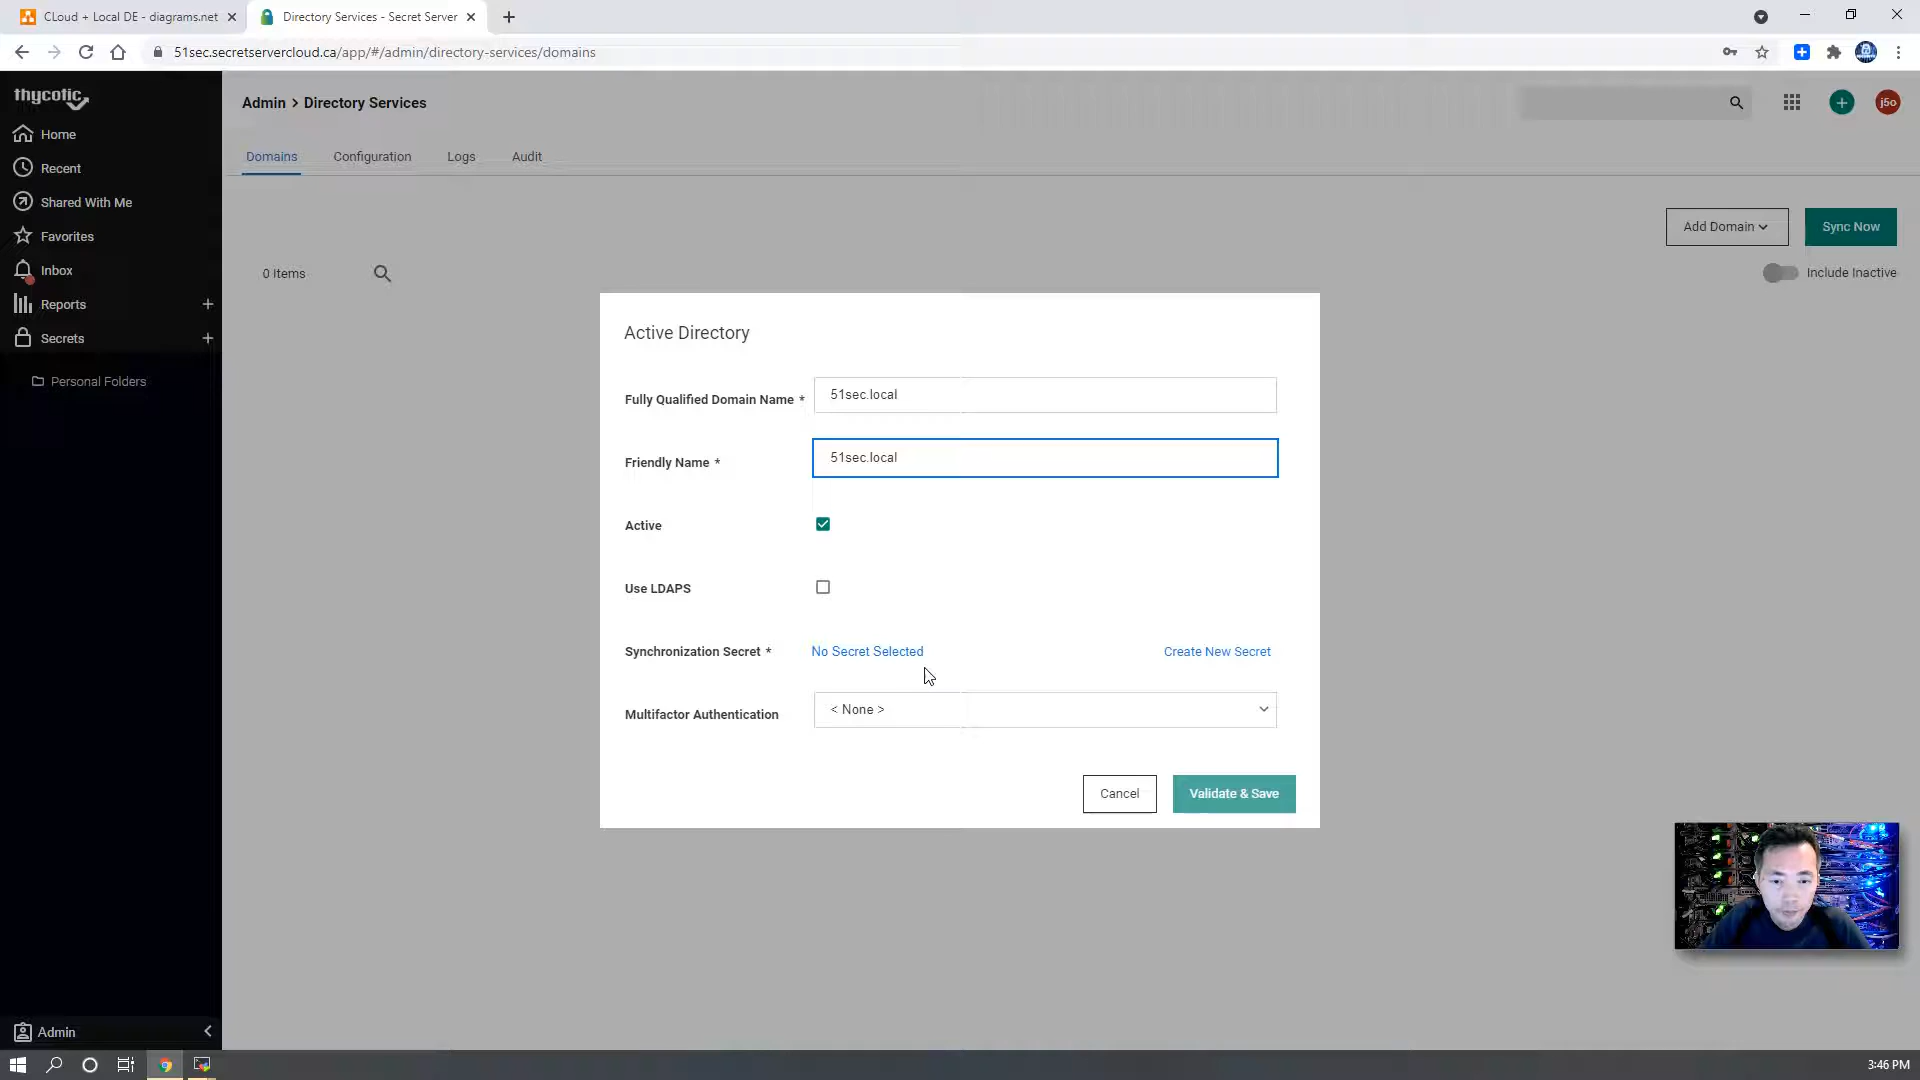 CLoud + Local DE - diagrams.net
Directory Services - Secret Server
51sec.secretservercloud.ca/app/#/admin/directory-services/domains
thycotic
Admin > Directory Services
j5o
Home
Recent
Shared With Me
Favorites
Inbox
Reports
Secrets
Personal Folders
Domains
Configuration
Logs
Audit
Add Domain
Sync Now
0 Items
Include Inactive
Active Directory
Fully Qualified Domain Name *
51sec.local
Friendly Name *
51sec.local
Active
Use LDAPS
Synchronization Secret *
No Secret Selected
Create New Secret
Multifactor Authentication
< None >
Cancel
Validate & Save
Admin
3:46 PM